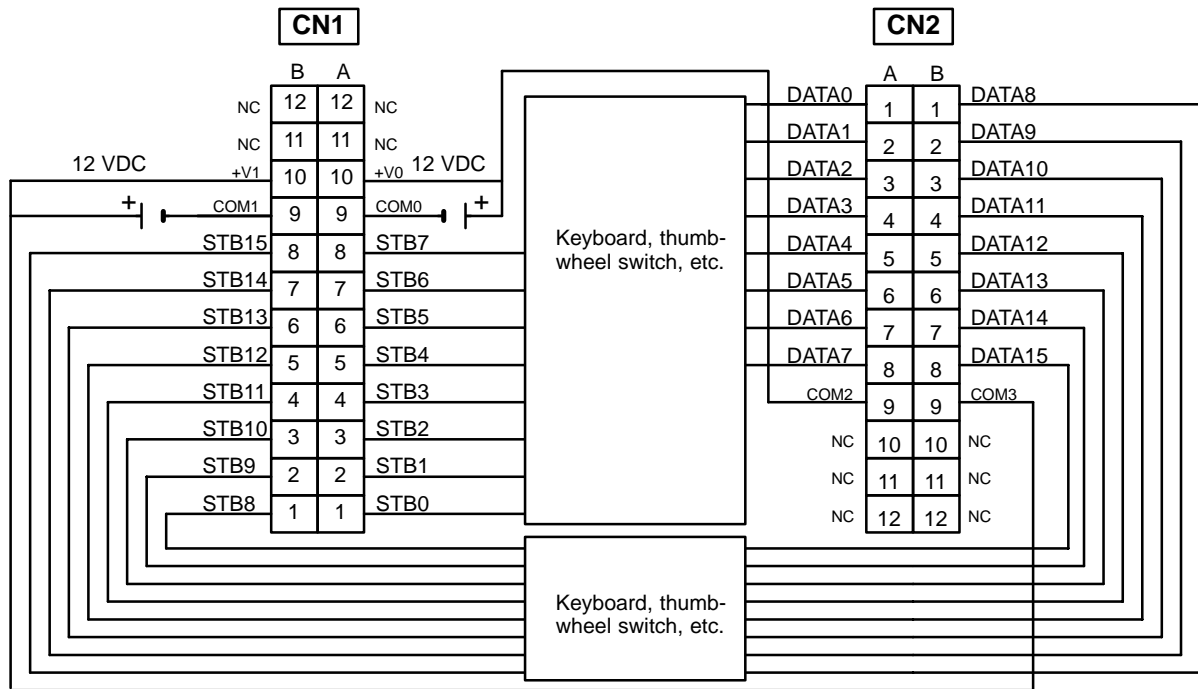 CN1
CN2
B A
A B
NC 12 12 NC
NC 11 11 NC
12 VDC +V1 10 10 +V0 12 VDC
+ COM1 9 9 COM0 +
STB15 8 8 STB7
STB14 7 7 STB6
STB13 6 6 STB5
STB12 5 5 STB4
STB11 4 4 STB3
STB10 3 3 STB2
STB9 2 2 STB1
STB8 1 1 STB0
Keyboard, thumb-
wheel switch, etc.
Keyboard, thumb-
wheel switch, etc.
DATA0 1 1 DATA8
DATA1 2 2 DATA9
DATA2 3 3 DATA10
DATA3 4 4 DATA11
DATA4 5 5 DATA12
DATA5 6 6 DATA13
DATA6 7 7 DATA14
DATA7 8 8 DATA15
COM2 9 9 COM3
NC 10 10 NC
NC 11 11 NC
NC 12 12 NC